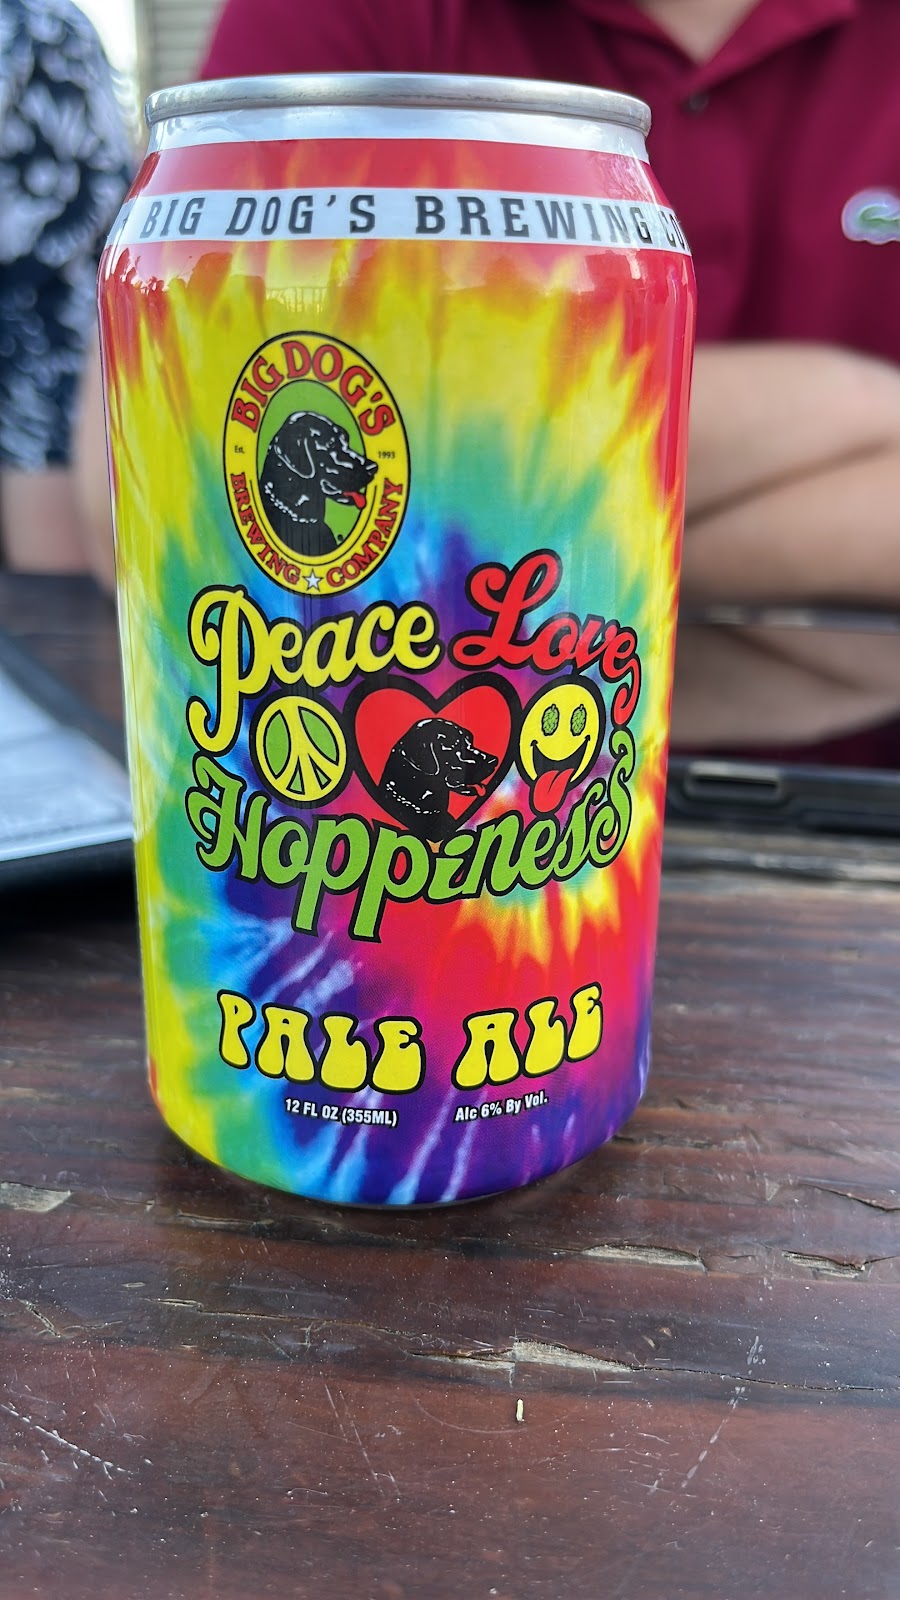 BIG DOG'S BREWING CO
BIG DOG'S
Est. 1993
BREWING COMPANY
Peace Love
Hoppiness
PALE ALE
12 FL OZ (355ML) Alc 6% By Vol.